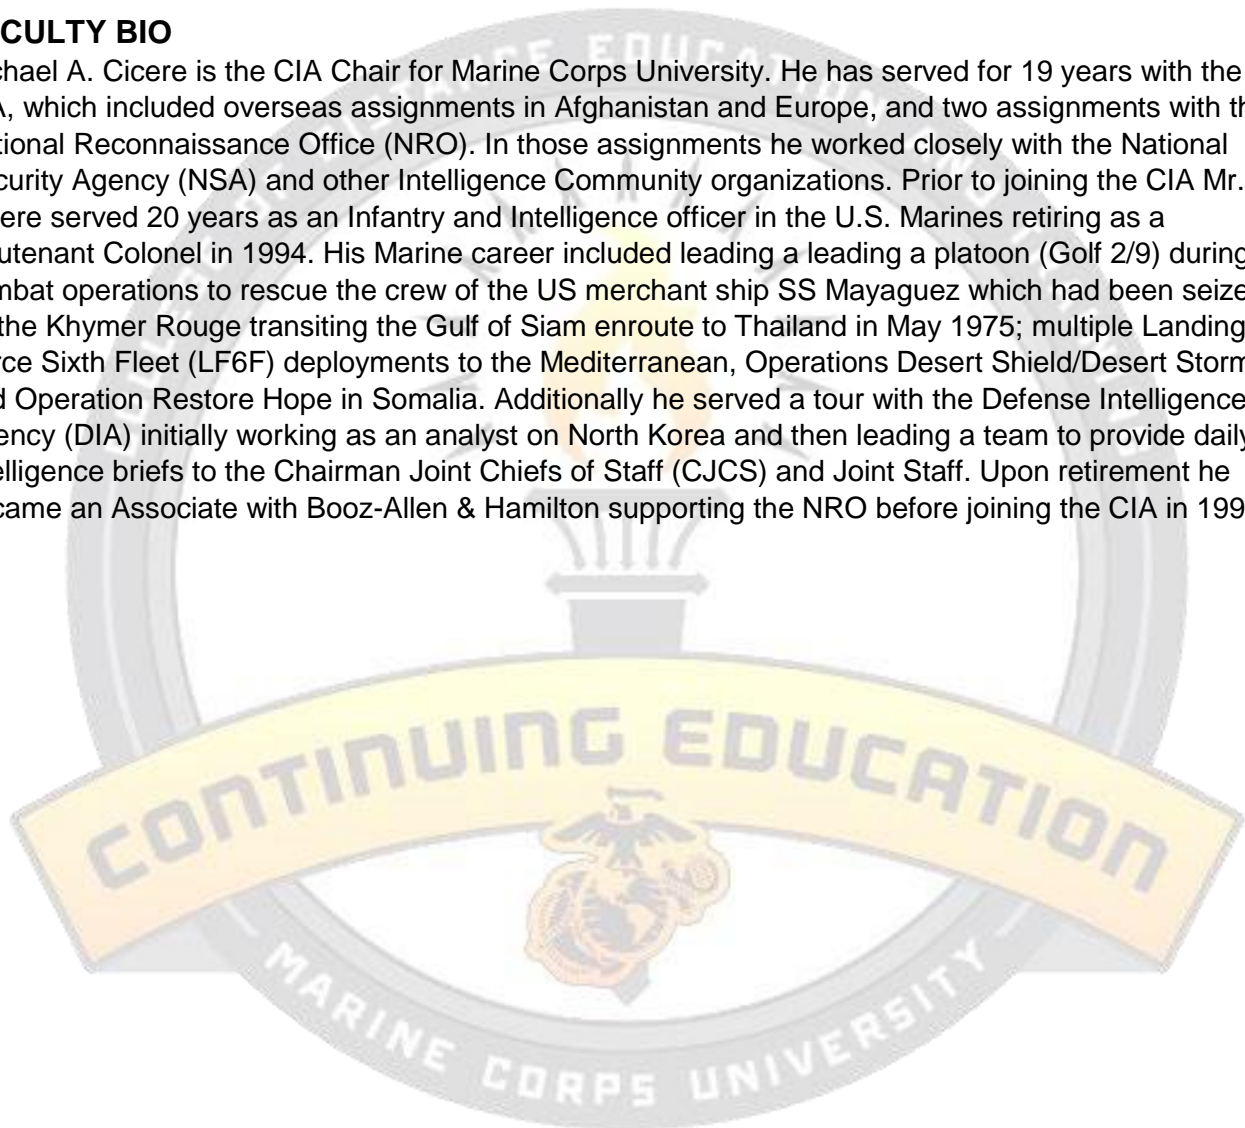 CULTY BIO
chael A. Cicere is the CIA Chair for Marine Corps University. He has served for 19 years with the
A, which included overseas assignments in Afghanistan and Europe, and two assignments with th
tional Reconnaissance Office (NRO). In those assignments he worked closely with the National
curity Agency (NSA) and other Intelligence Community organizations. Prior to joining the CIA Mr.
ere served 20 years as an Infantry and Intelligence officer in the U.S. Marines retiring as a
utenant Colonel in 1994. His Marine career included leading a leading a platoon (Golf 2/9) during
mbat operations to rescue the crew of the US merchant ship SS Mayaguez which had been seize
the Khymer Rouge transiting the Gulf of Siam enroute to Thailand in May 1975; multiple Landing
rce Sixth Fleet (LF6F) deployments to the Mediterranean, Operations Desert Shield/Desert Storm
d Operation Restore Hope in Somalia. Additionally he served a tour with the Defense Intelligence
ency (DIA) initially working as an analyst on North Korea and then leading a team to provide daily
elligence briefs to the Chairman Joint Chiefs of Staff (CJCS) and Joint Staff. Upon retirement he
came an Associate with Booz-Allen & Hamilton supporting the NRO before joining the CIA in 199
CONTINUING EDUCATION
MARINE CORPS UNIVERSITY